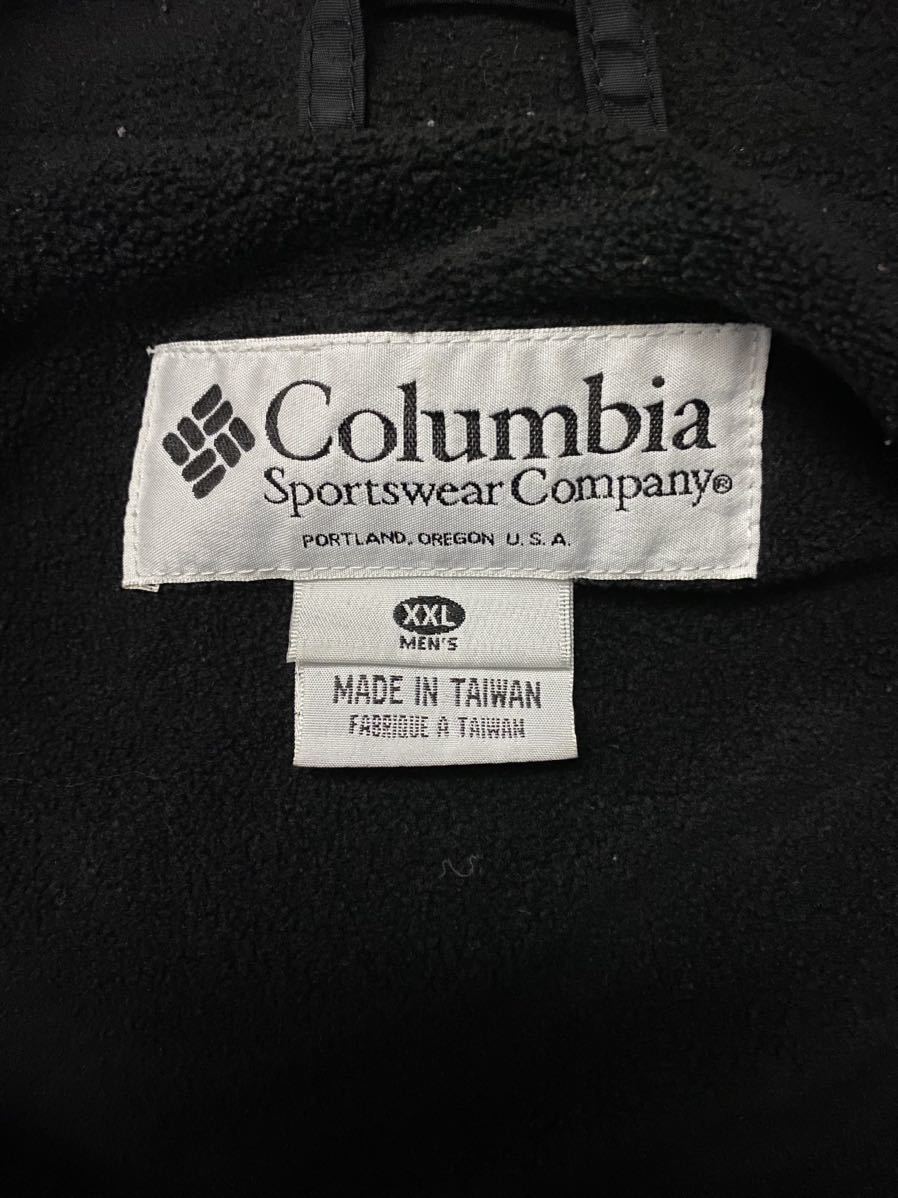 Columbia
Sportswear Company®
PORTLAND, OREGON U.S.A.
XXL
MEN'S
MADE IN TAIWAN
FABRIQUE A TAIWAN